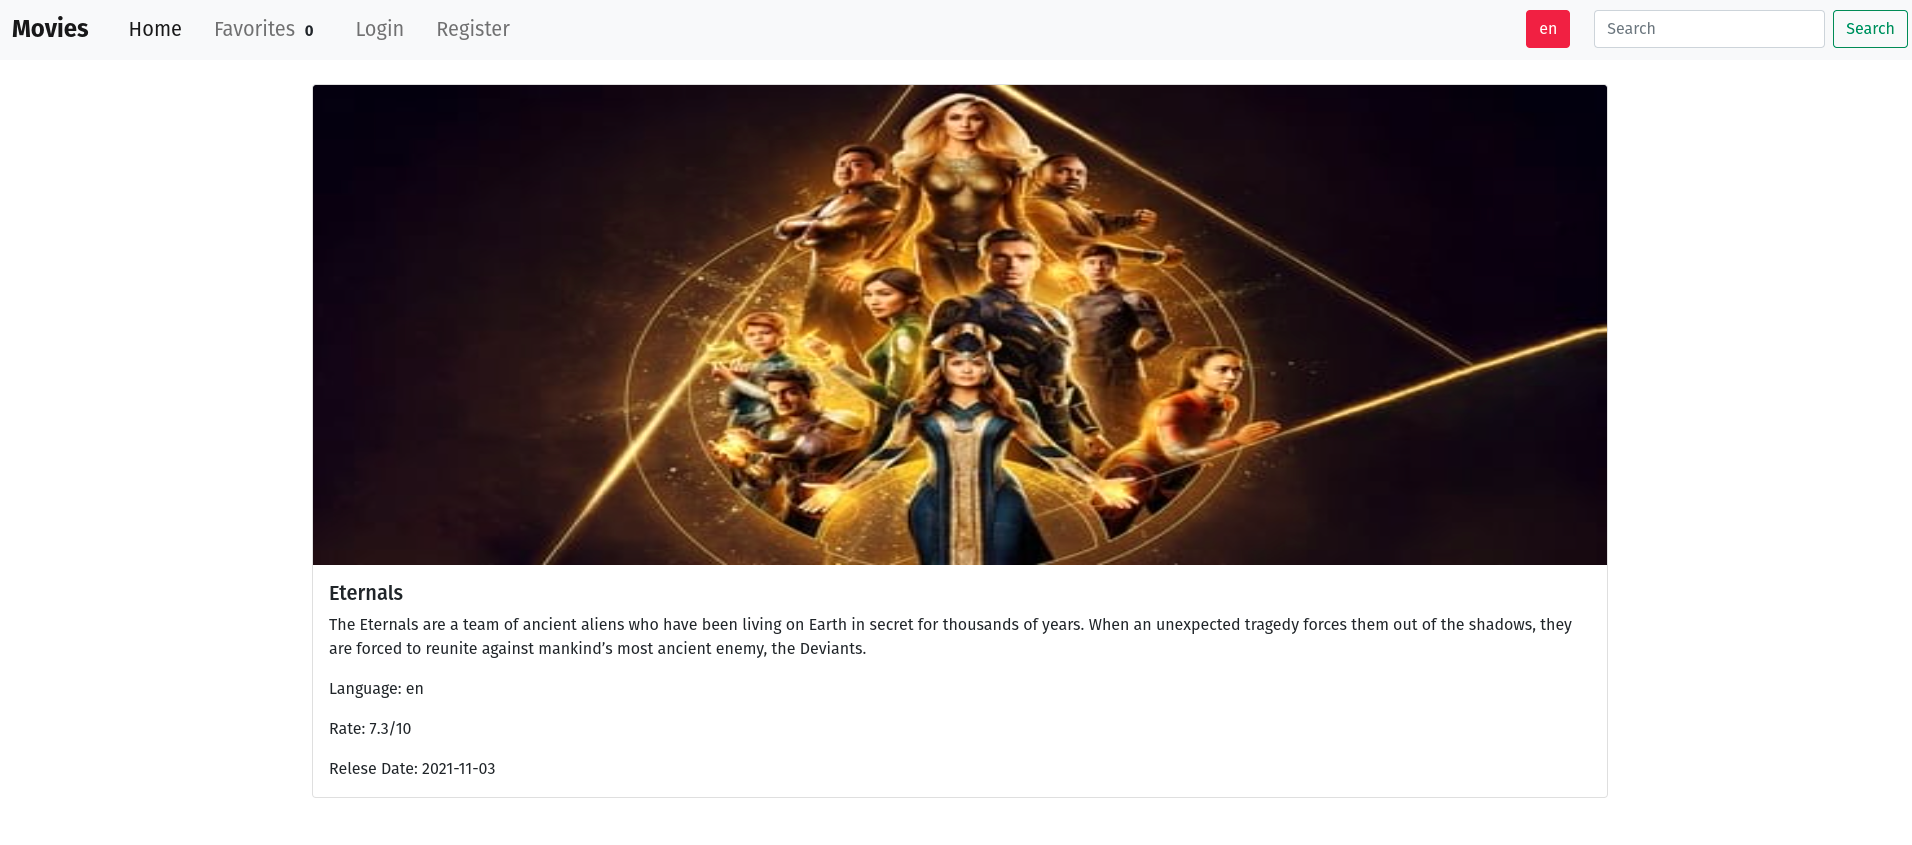 Movies Home Favorites 0 Login Register en Search Search
Eternals
The Eternals are a team of ancient aliens who have been living on Earth in secret for thousands of years. When an unexpected tragedy forces them out of the shadows, they
are forced to reunite against mankind’s most ancient enemy, the Deviants.
Language: en
Rate: 7.3/10
Relese Date: 2021-11-03